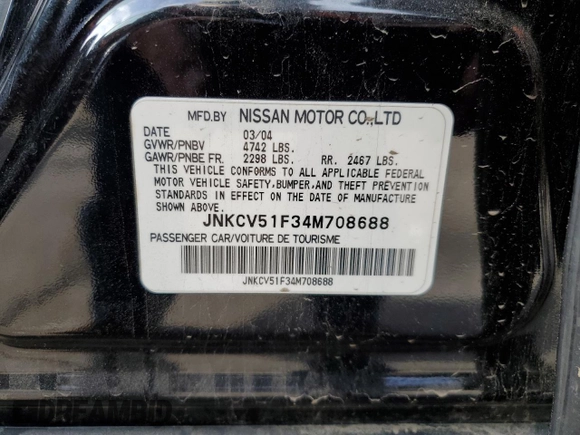 MFD.BY NISSAN MOTOR CO.,LTD
DATE 03/04
GVWR/PNBV 4742 LBS.
GAWR/PNBE FR. 2298 LBS. RR. 2467 LBS.
THIS VEHICLE CONFORMS TO ALL APPLICABLE FEDERAL
MOTOR VEHICLE SAFETY,BUMPER,AND THEFT PREVENTION
STANDARDS IN EFFECT ON THE DATE OF MANUFACTURE
SHOWN ABOVE.
JNKCV51F34M708688
PASSENGER CAR/VOITURE DE TOURISME
JNKCV51F34M708688